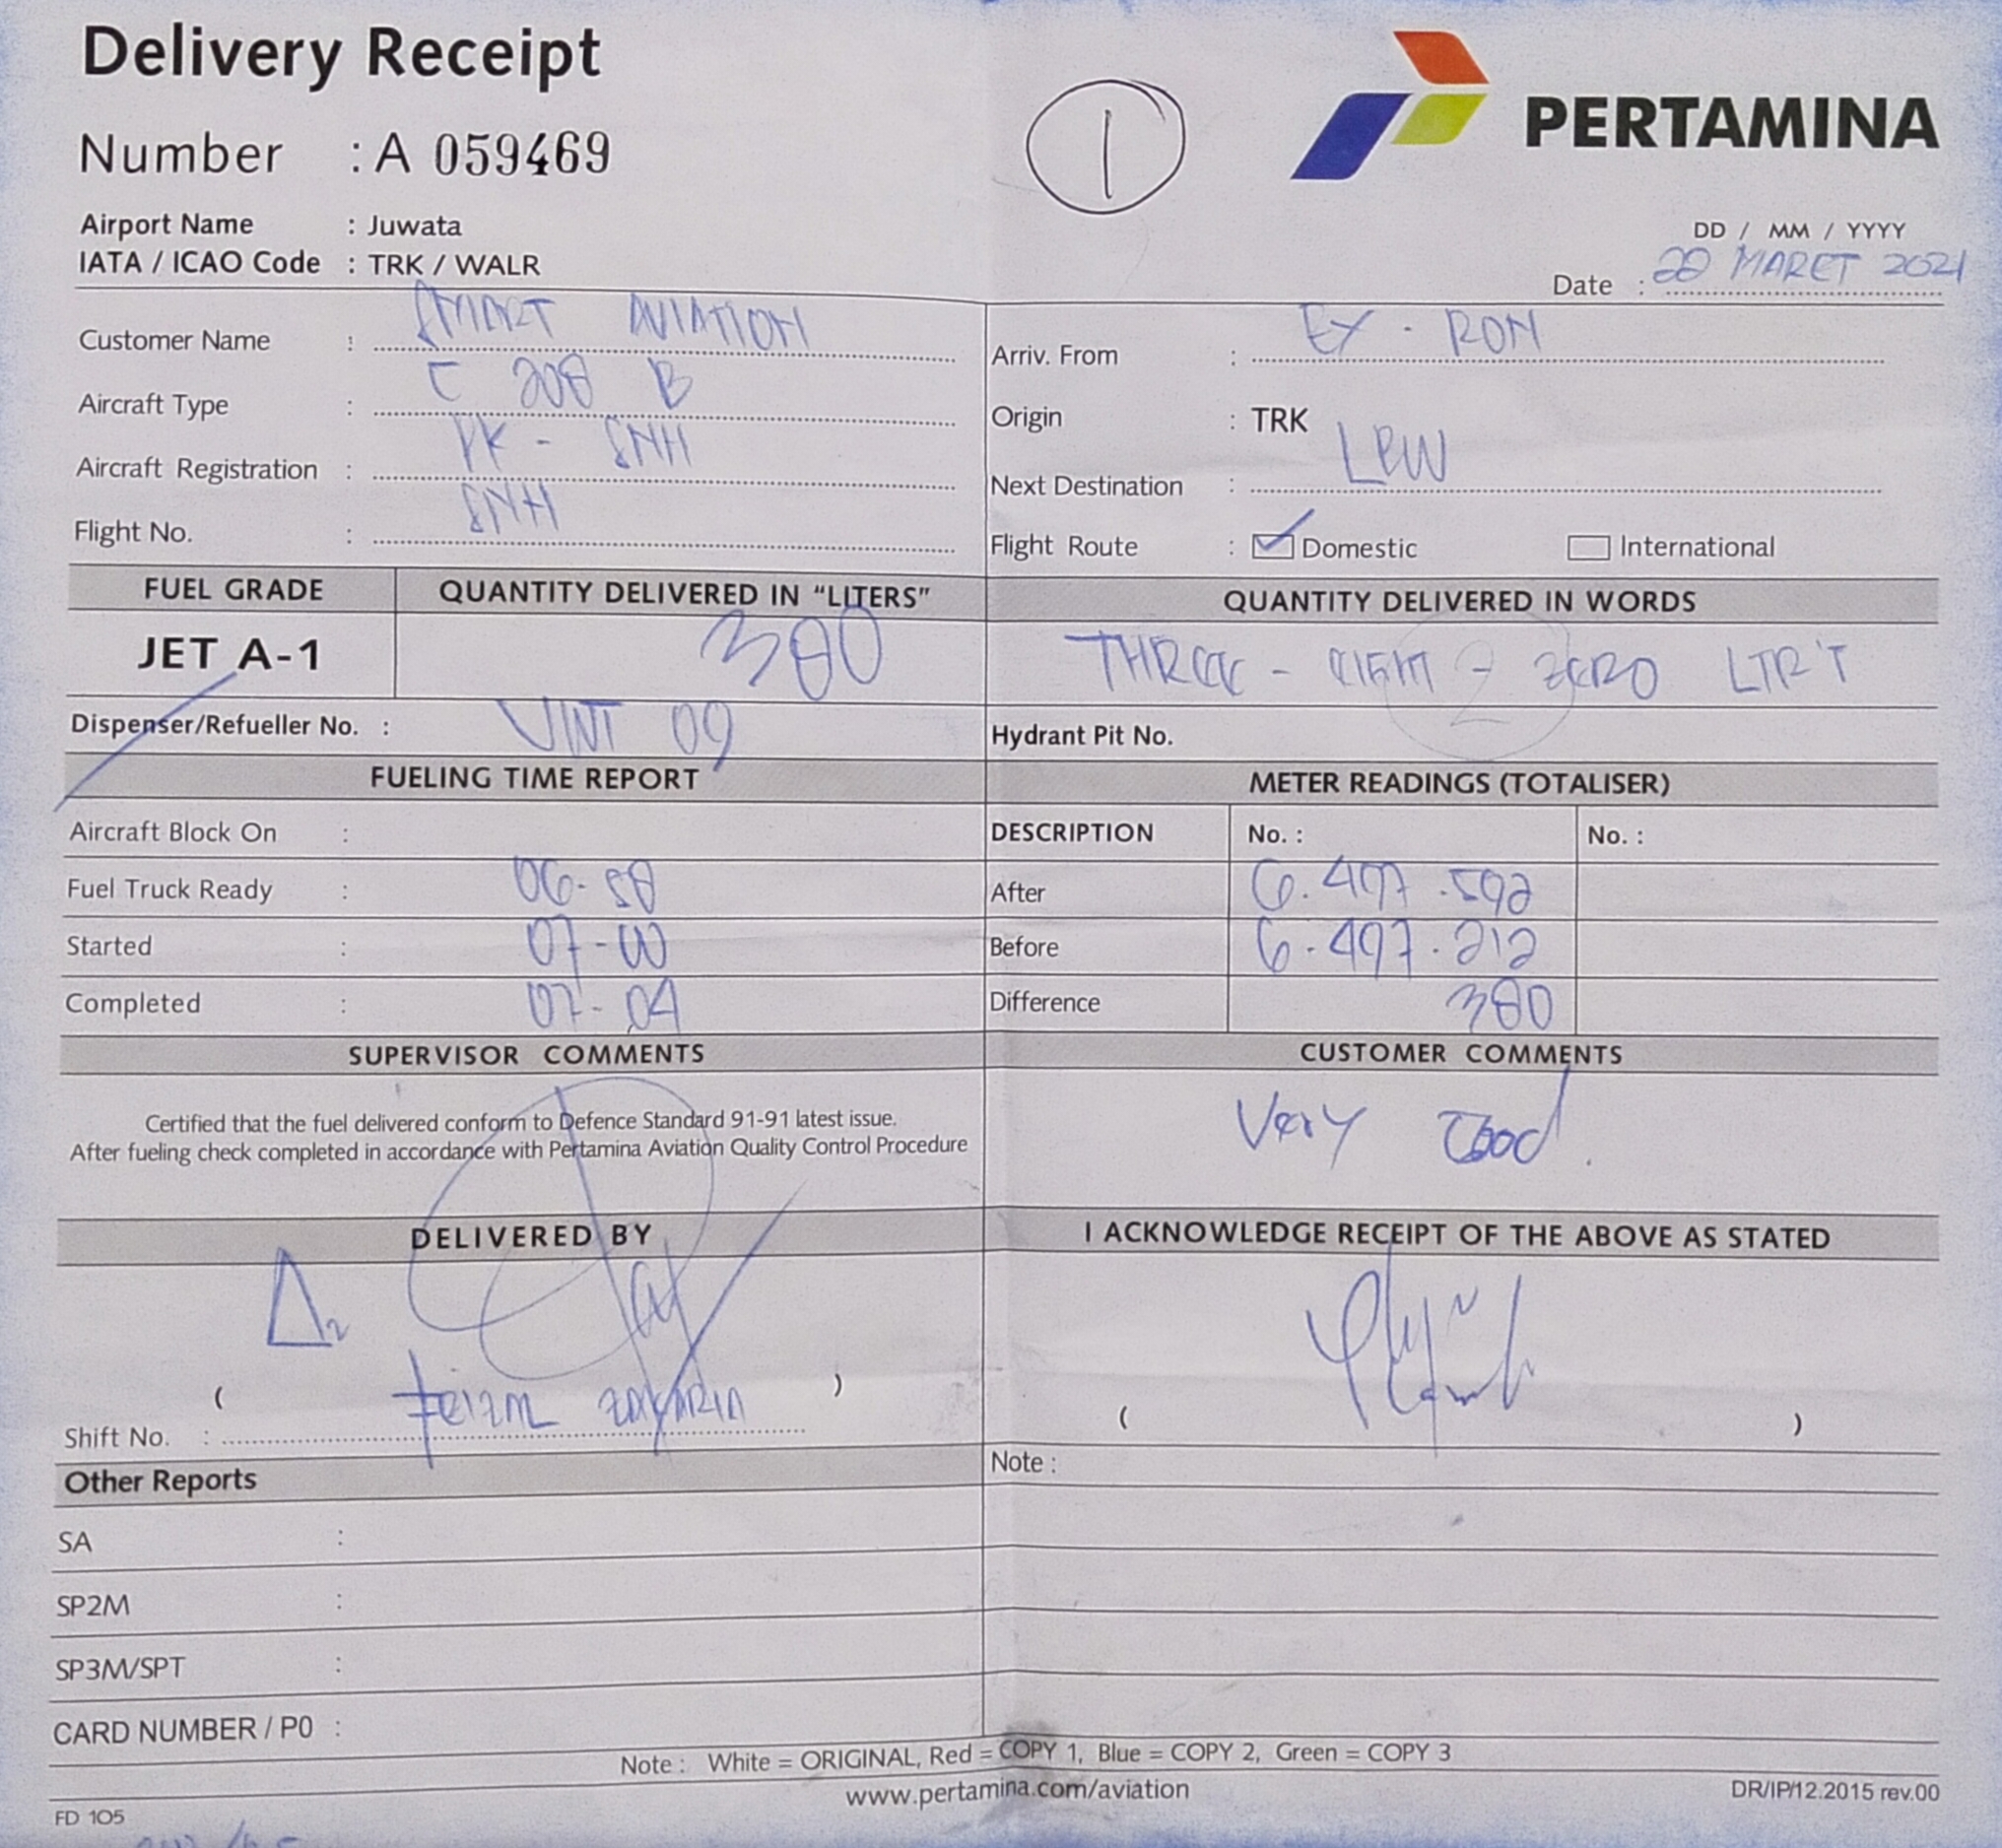 Delivery Receipt
1
PERTAMINA
Number : A 059469
Airport Name : Juwata
IATA / ICAO Code : TRK / WALR
DD / MM / YYYY
Date : MARET 2021
Customer Name : SMART AVIATION
Arriv. From : EX - ROM
Aircraft Type : C 208 B
Origin : TRK
Aircraft Registration : PK - SNH
Next Destination : LBW
Flight No. : SNH
Flight Route : Domestic International
FUEL GRADE QUANTITY DELIVERED IN “LITERS” QUANTITY DELIVERED IN WORDS
JET A-1 380 THREE - EIGHT - ZERO LTR'T
2
Dispenser/Refueller No. : UNT 09
Hydrant Pit No.
FUELING TIME REPORT METER READINGS (TOTALISER)
Aircraft Block On : DESCRIPTION No. : No. :
Fuel Truck Ready : 06-58 After 6.497.592
Started : 07-00 Before 6.497.212
Completed : 07-04 Difference 380
SUPERVISOR COMMENTS CUSTOMER COMMENTS
Certified that the fuel delivered conform to Defence Standard 91-91 latest issue.
After fueling check completed in accordance with Pertamina Aviation Quality Control Procedure
Very Good.
DELIVERED BY I ACKNOWLEDGE RECEIPT OF THE ABOVE AS STATED
( ZAKARIA )
( )
Shift No. :
Note :
Other Reports
SA :
SP2M :
SP3M/SPT :
CARD NUMBER / P0 :
Note : White = ORIGINAL, Red = COPY 1, Blue = COPY 2, Green = COPY 3
www.pertamina.com/aviation
DR/IP/12.2015 rev.00
FD 105